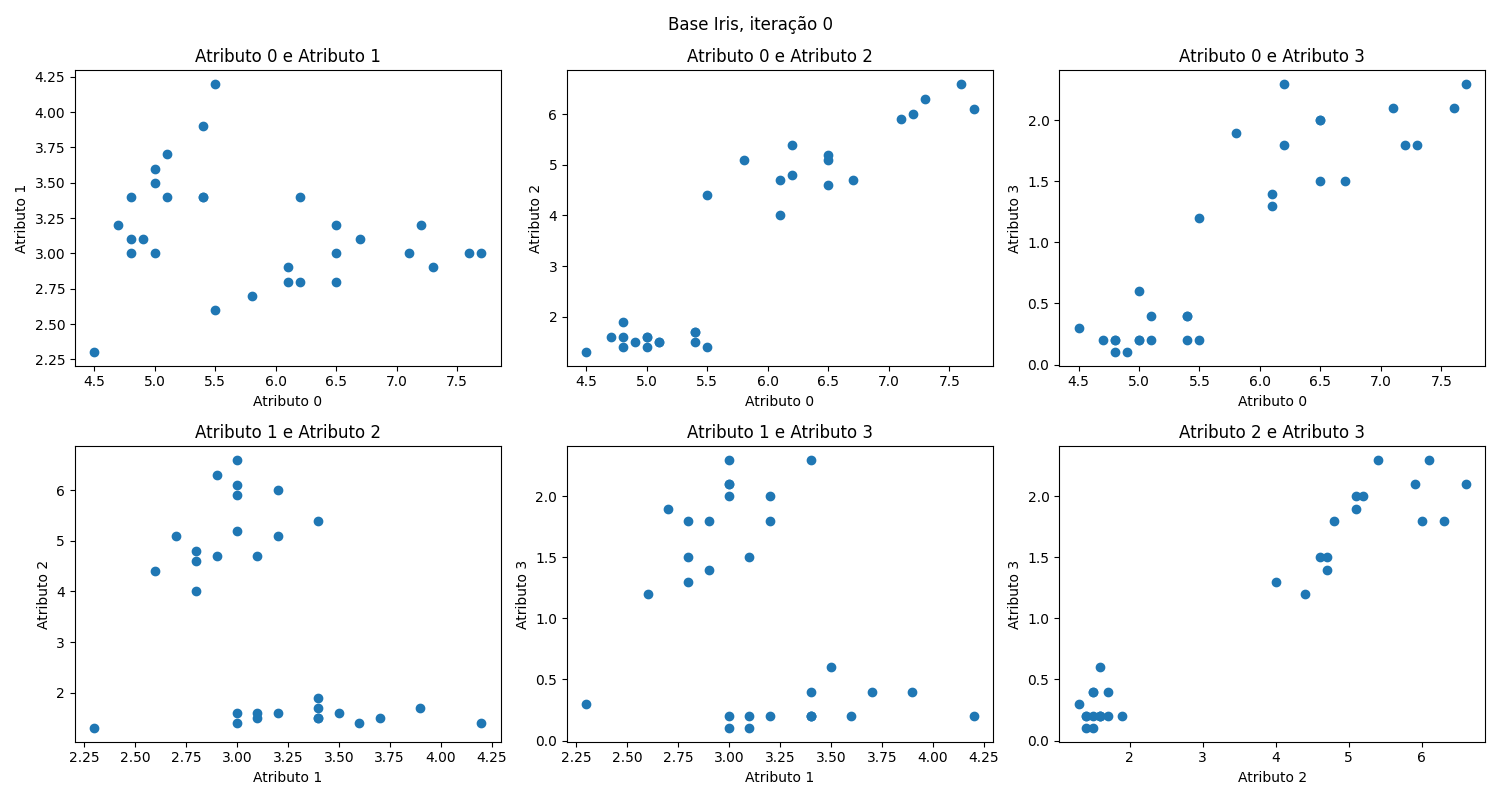 Base Iris, iteração 0
Atributo 0 e Atributo 1
Atributo 0 e Atributo 2
Atributo 0 e Atributo 3
4.25
4.00
3.75
3.50
3.25
3.00
2.75
2.50
2.25
Atributo 1
4.5 5.0 5.5 6.0 6.5 7.0 7.5
Atributo 0
6
5
4
3
2
Atributo 2
4.5 5.0 5.5 6.0 6.5 7.0 7.5
Atributo 0
2.0
1.5
1.0
0.5
0.0
Atributo 3
4.5 5.0 5.5 6.0 6.5 7.0 7.5
Atributo 0
Atributo 1 e Atributo 2
Atributo 1 e Atributo 3
Atributo 2 e Atributo 3
6
5
4
3
2
Atributo 2
2.25 2.50 2.75 3.00 3.25 3.50 3.75 4.00 4.25
Atributo 1
2.0
1.5
1.0
0.5
0.0
Atributo 3
2.25 2.50 2.75 3.00 3.25 3.50 3.75 4.00 4.25
Atributo 1
2.0
1.5
1.0
0.5
0.0
Atributo 3
2 3 4 5 6
Atributo 2